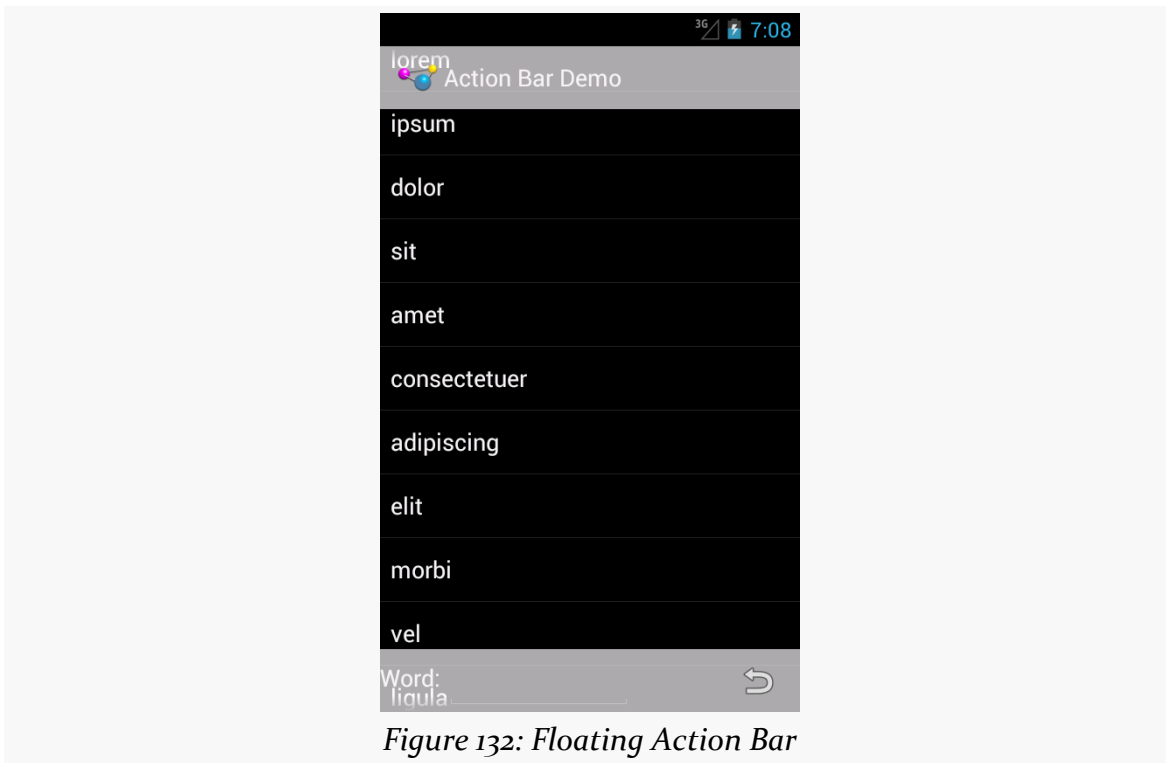 3G 7:08
lorem
Action Bar Demo
ipsum
dolor
sit
amet
consectetuer
adipiscing
elit
morbi
vel
Word:
ligula
Figure 132: Floating Action Bar